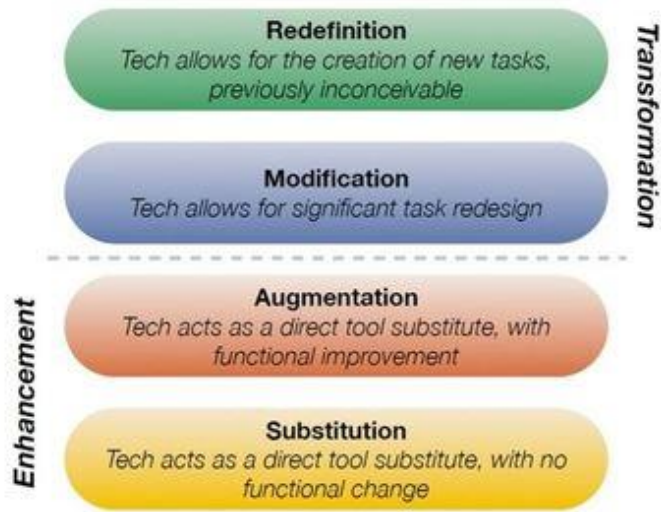 Redefinition
Tech allows for the creation of new tasks,
previously inconceivable
Transformation
Modification
Tech allows for significant task redesign
Augmentation
Tech acts as a direct tool substitute, with
functional improvement
Enhancement
Substitution
Tech acts as a direct tool substitute, with no
functional change